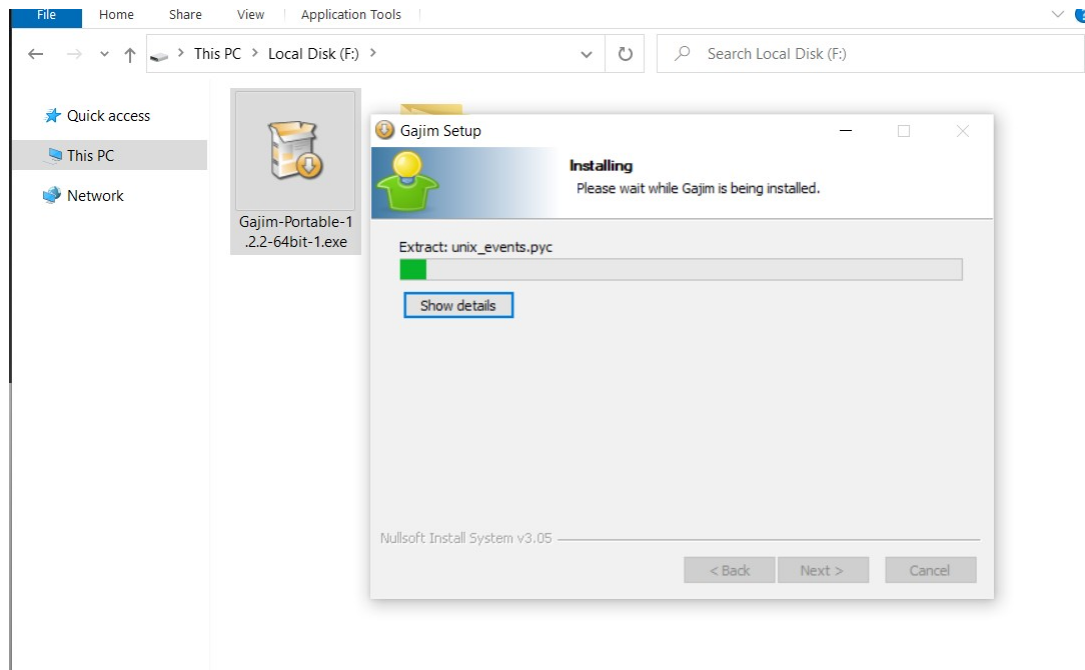 File Home Share View Application Tools
This PC > Local Disk (F:) >
Search Local Disk (F:)
Quick access
This PC
Network
Gajim-Portable-1
.2.2-64bit-1.exe
Gajim Setup
Installing
Please wait while Gajim is being installed.
Extract: unix_events.pyc
Show details
Nullsoft Install System v3.05
< Back Next > Cancel